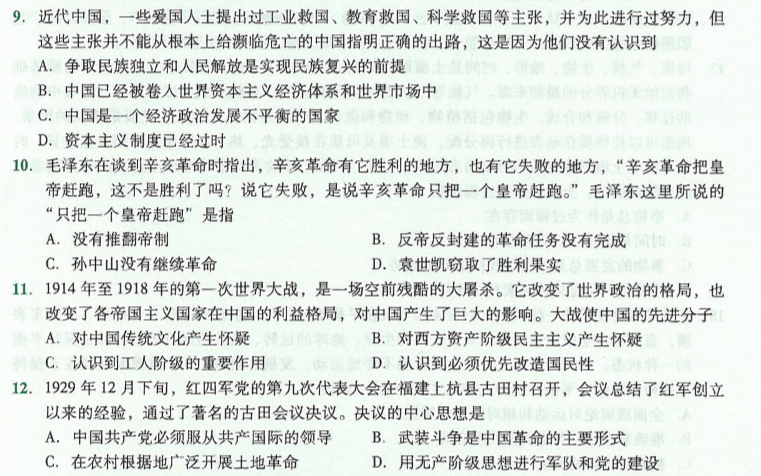 9. 近代中国，一些爱国人士提出过工业救国、教育救国、科学救国等主张，并为此进行过努力，但
这些主张并不能从根本上给濒临危亡的中国指明正确的出路，这是因为他们没有认识到
A. 争取民族独立和人民解放是实现民族复兴的前提
B. 中国已经被卷入世界资本主义经济体系和世界市场中
C. 中国是一个经济政治发展不平衡的国家
D. 资本主义制度已经过时
10. 毛泽东在谈到辛亥革命时指出，辛亥革命有它胜利的地方，也有它失败的地方，“辛亥革命把皇
帝赶跑，这不是胜利了吗？说它失败，是说辛亥革命只把一个皇帝赶跑。”毛泽东这里所说的
“只把一个皇帝赶跑”是指
A. 没有推翻帝制 B. 反帝反封建的革命任务没有完成
C. 孙中山没有继续革命 D. 袁世凯窃取了胜利果实
11. 1914 年至 1918 年的第一次世界大战，是一场空前残酷的大屠杀。它改变了世界政治的格局，也
改变了各帝国主义国家在中国的利益格局，对中国产生了巨大的影响。大战使中国的先进分子
A. 对中国传统文化产生怀疑 B. 对西方资产阶级民主主义产生怀疑
C. 认识到工人阶级的重要作用 D. 认识到必须优先改造国民性
12. 1929 年 12 月下旬，红四军党的第九次代表大会在福建上杭县古田村召开，会议总结了红军创立
以来的经验，通过了著名的古田会议决议。决议的中心思想是
A. 中国共产党必须服从共产国际的领导 B. 武装斗争是中国革命的主要形式
C. 在农村根据地广泛开展土地革命 D. 用无产阶级思想进行军队和党的建设